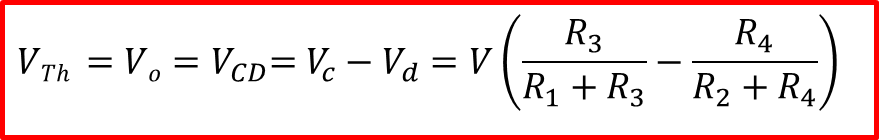 V_Th = V_o = V_CD = V_c − V_d = V(R_3/(R_1 + R_3) − R_4/(R_2 + R_4))